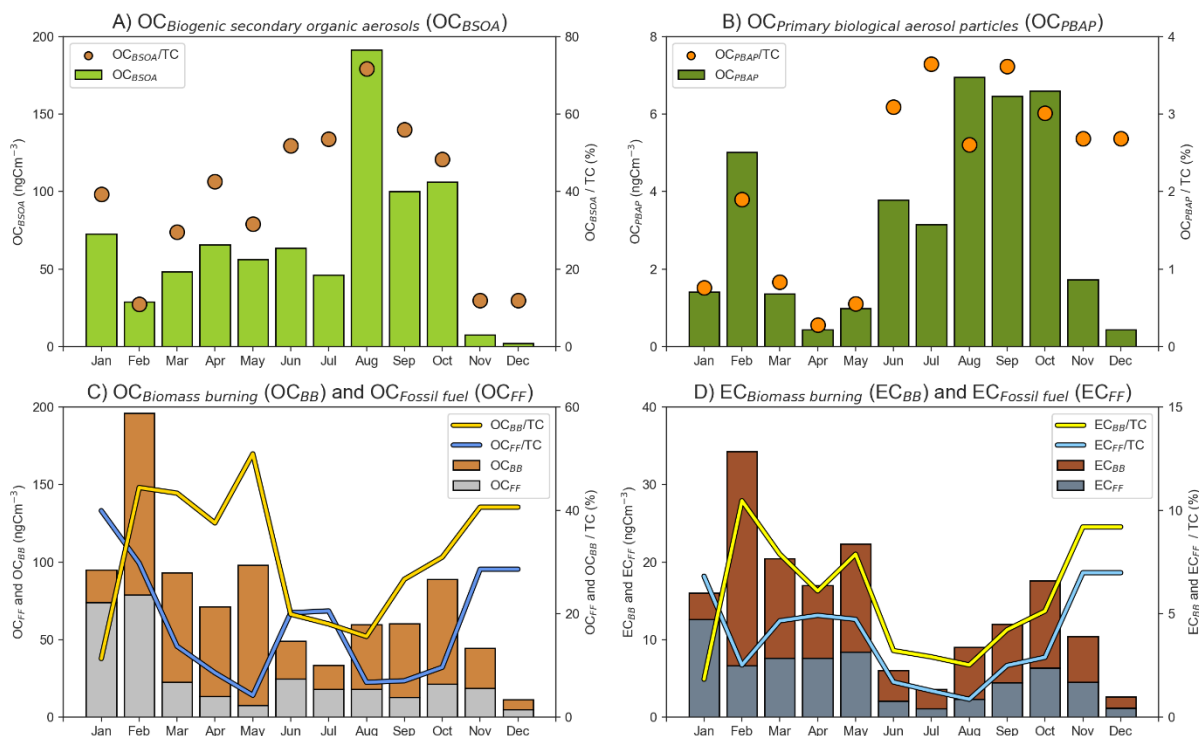 A) OC_Biogenic secondary organic aerosols (OC_BSOA)
OC_BSOA/TC
OC_BSOA
200
150
100
50
0
OC_BSOA (ngCm⁻³)
80
60
40
20
0
OC_BSOA / TC (%)
Jan Feb Mar Apr May Jun Jul Aug Sep Oct Nov Dec
B) OC_Primary biological aerosol particles (OC_PBAP)
OC_PBAP/TC
OC_PBAP
8
6
4
2
0
OC_PBAP (ngCm⁻³)
4
3
2
1
0
OC_PBAP / TC (%)
Jan Feb Mar Apr May Jun Jul Aug Sep Oct Nov Dec
C) OC_Biomass burning (OC_BB) and OC_Fossil fuel (OC_FF)
OC_BB/TC
OC_FF/TC
OC_BB
OC_FF
200
150
100
50
0
OC_FF and OC_BB (ngCm⁻³)
60
40
20
0
OC_FF and OC_BB / TC (%)
Jan Feb Mar Apr May Jun Jul Aug Sep Oct Nov Dec
D) EC_Biomass burning (EC_BB) and EC_Fossil fuel (EC_FF)
EC_BB/TC
EC_FF/TC
EC_BB
EC_FF
40
30
20
10
0
EC_BB and EC_FF (ngCm⁻³)
15
10
5
0
EC_BB and EC_FF / TC (%)
Jan Feb Mar Apr May Jun Jul Aug Sep Oct Nov Dec